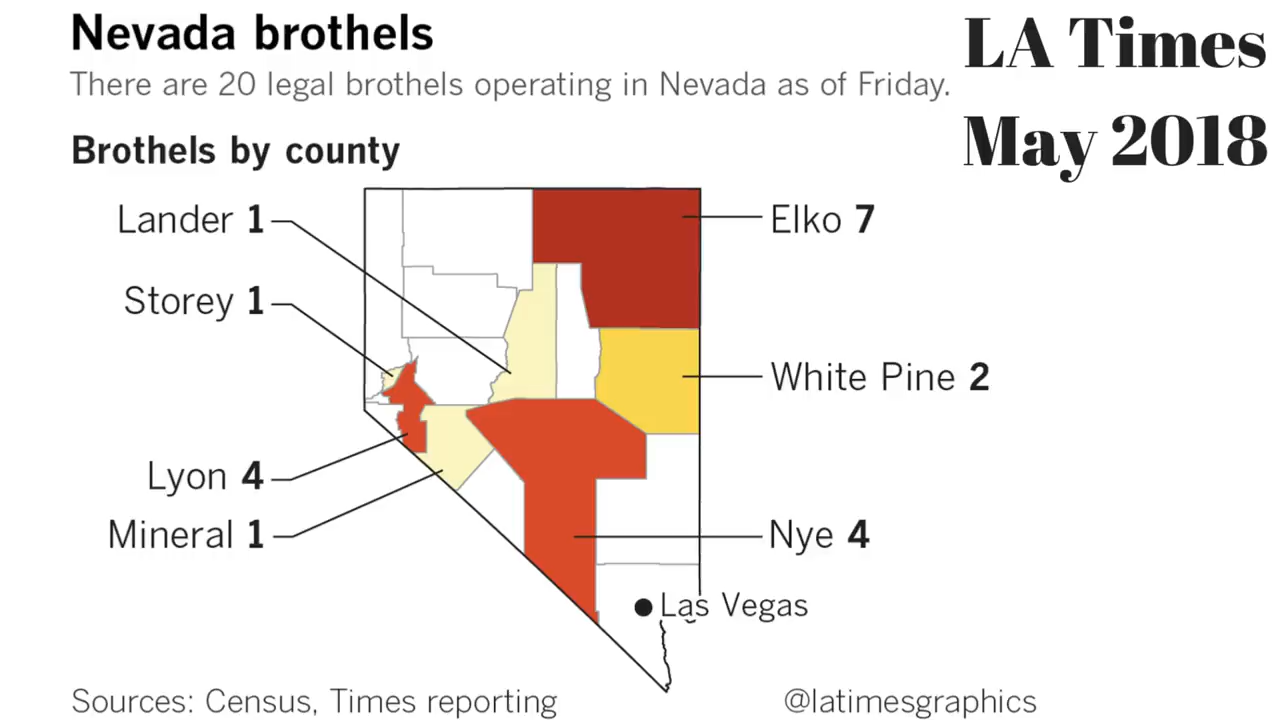 Nevada brothels
There are 20 legal brothels operating in Nevada as of Friday.
LA Times
May 2018
Brothels by county
Lander 1
Elko 7
Storey 1
White Pine 2
Lyon 4
Mineral 1
Nye 4
Las Vegas
Sources: Census, Times reporting
@latimesgraphics